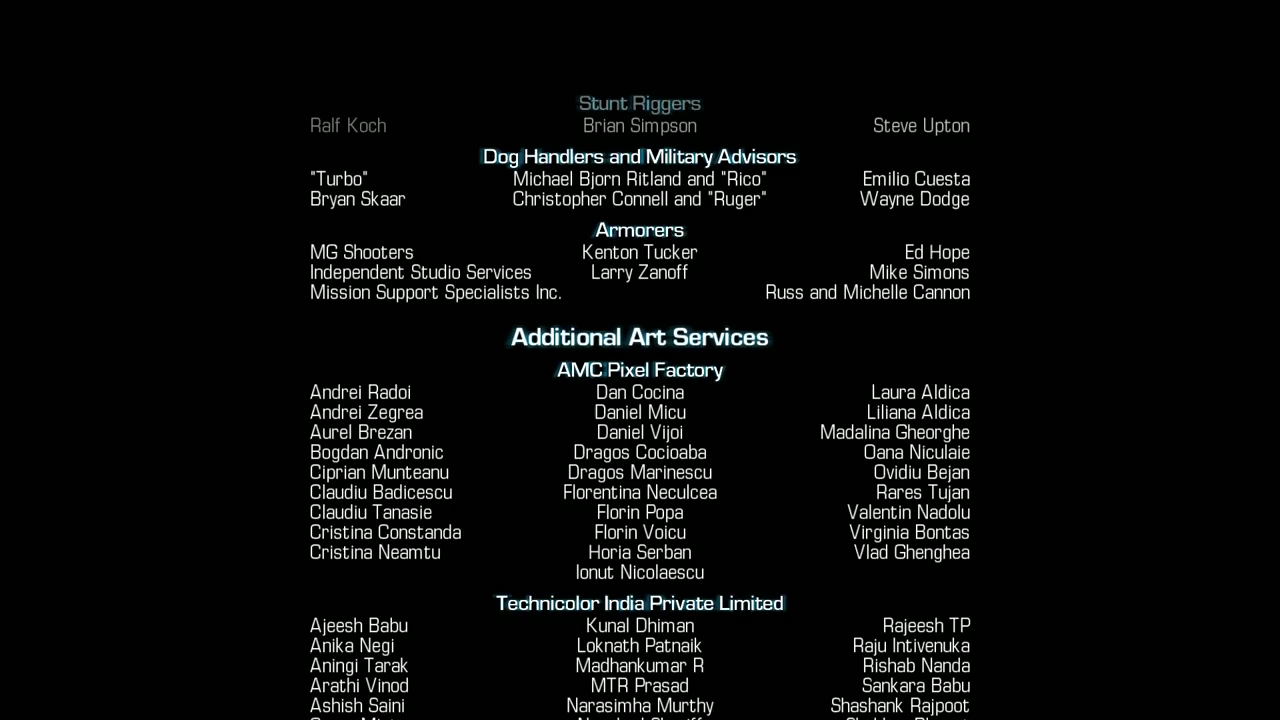 Stunt Riggers
Ralf Koch Brian Simpson Steve Upton
Dog Handlers and Military Advisors
"Turbo" Michael Bjorn Ritland and "Rico" Emilio Cuesta
Bryan Skaar Christopher Connell and "Ruger" Wayne Dodge
Armorers
MG Shooters Kenton Tucker Ed Hope
Independent Studio Services Larry Zanoff Mike Simons
Mission Support Specialists Inc. Russ and Michelle Cannon
Additional Art Services
AMC Pixel Factory
Andrei Radoi Dan Cocina Laura Aldica
Andrei Zegrea Daniel Micu Liliana Aldica
Aurel Brezan Daniel Vijoi Madalina Gheorghe
Bogdan Andronic Dragos Cocioaba Oana Niculaie
Ciprian Munteanu Dragos Marinescu Ovidiu Bejan
Claudiu Badicescu Florentina Neculcea Rares Tujan
Claudiu Tanasie Florin Popa Valentin Nadolu
Cristina Constanda Florin Voicu Virginia Bontas
Cristina Neamtu Horia Serban Vlad Ghenghea
Ionut Nicolaescu
Technicolor India Private Limited
Ajeesh Babu Kunal Dhiman Rajeesh TP
Anika Negi Loknath Patnaik Raju Intivenuka
Aningi Tarak Madhankumar R Rishab Nanda
Arathi Vinod MTR Prasad Sankara Babu
Ashish Saini Narasimha Murthy Shashank Rajpoot